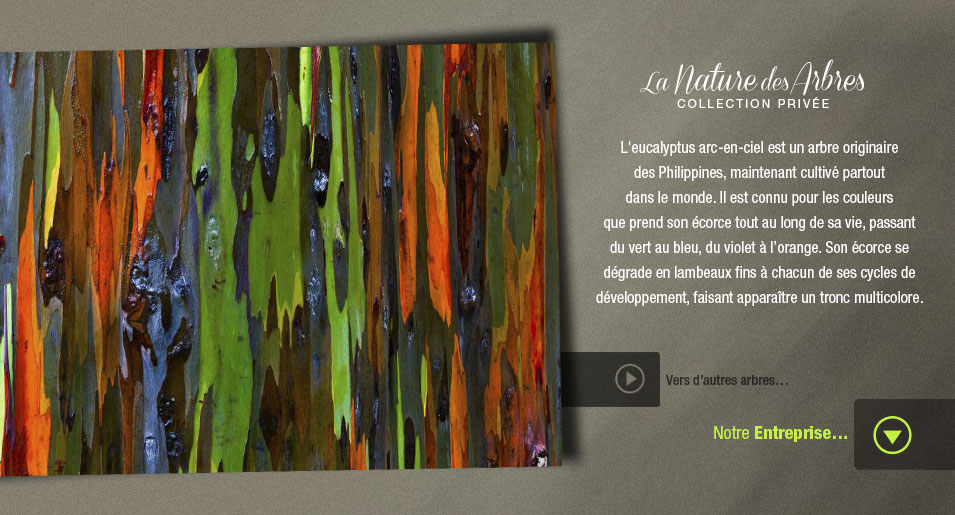 La Nature des Arbres
COLLECTION PRIVÉE
L'eucalyptus arc-en-ciel est un arbre originaire
des Philippines, maintenant cultivé partout
dans le monde. Il est connu pour les couleurs
que prend son écorce tout au long de sa vie, passant
du vert au bleu, du violet à l'orange. Son écorce se
dégrade en lambeaux fins à chacun de ses cycles de
développement, faisant apparaître un tronc multicolore.
Vers d'autres arbres...
Notre Entreprise...